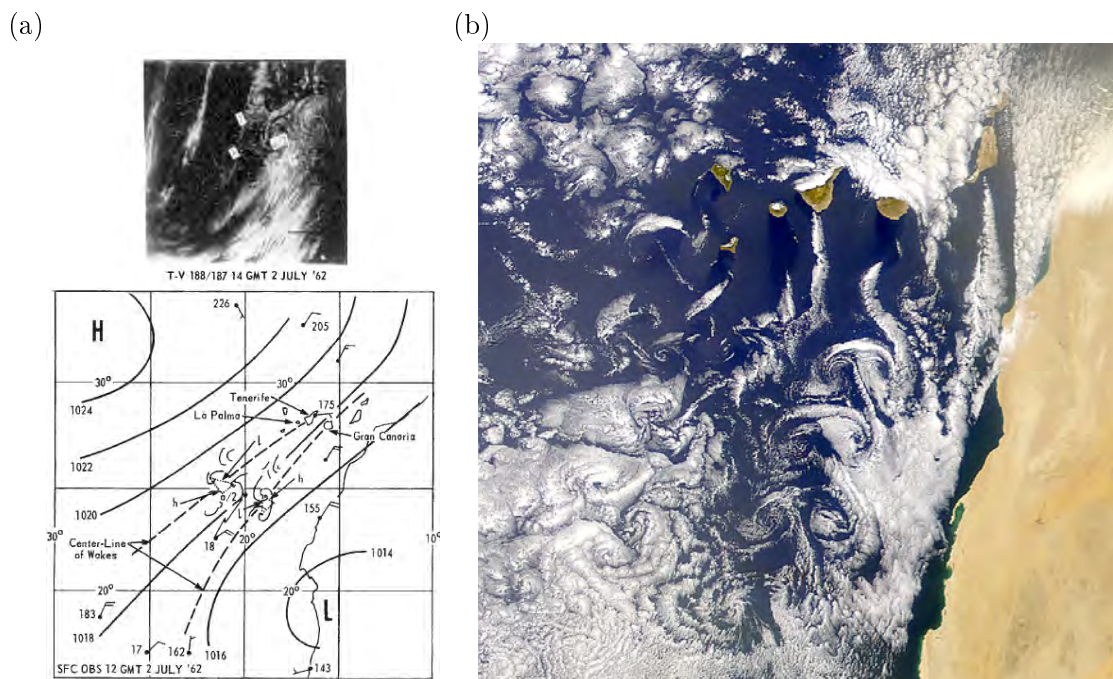 (a)
(b)
T-V 188/187 14 GMT 2 JULY '62
226
205
H
30°
30°
1024
Tenerife
175
La Palma
Gran Canaria
1022
l
h
h
a/2
l
1020
155
30°
Center-Line
of Wakes
18
20°
10°
1014
20°
20°
183
L
1018
17
162
1016
143
SFC OBS 12 GMT 2 JULY '62